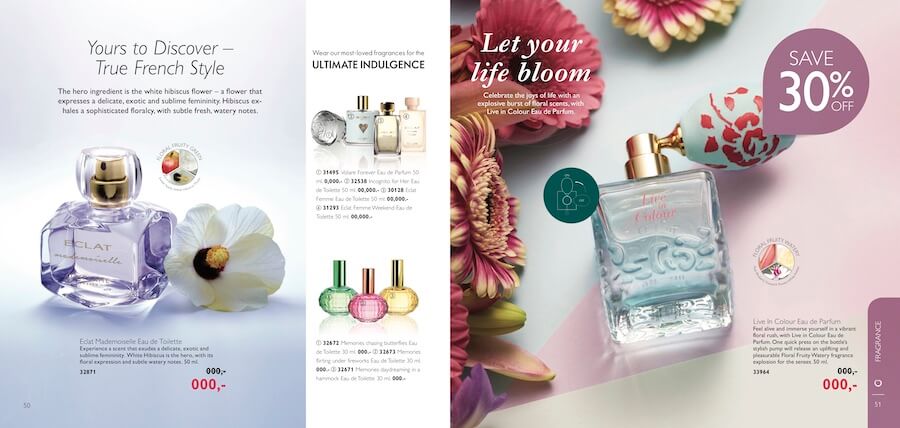 Yours to Discover –
True French Style
The hero ingredient is the white hibiscus flower – a flower that
expresses a delicate, exotic and sublime femininity. Hibiscus ex-
hales a sophisticated floralcy, with subtle fresh, watery notes.
FLORAL FRUITY GREEN
ECLAT
mademoiselle
Eclat Mademoiselle Eau de Toilette
Experience a scent that exudes a delicate, exotic and
sublime femininity. White Hibiscus is the hero, with its
floral expression and subtle watery notes. 50 ml.
32871 000,-
000,-
50
Wear our most-loved fragrances for the
ULTIMATE INDULGENCE
① 31495 Volare Forever Eau de Parfum 50
ml. 0,000.- ② 32538 Incognito for Her Eau
de Toilette 50 ml. 00,000.- ③ 30128 Eclat
Femme Eau de Toilette 50 ml. 00,000.-
④ 31293 Eclat Femme Weekend Eau de
Toilette 50 ml. 00,000.-
① 32672 Memories chasing butterflies Eau
de Toilette 30 ml. 000.- ② 32673 Memories
flirting under fireworks Eau de Toilette 30 ml.
000.- ③ 32671 Memories daydreaming in a
hammock Eau de Toilette 30 ml. 000.-
Let your
life bloom
Celebrate the joys of life with an
explosive burst of floral scents, with
Live in Colour Eau de Parfum.
SAVE
30%
OFF
Live
in
Colour
FLORAL FRUITY WATERY
Live In Colour Eau de Parfum
Feel alive and immerse yourself in a vibrant
floral rush, with Live in Colour Eau de
Parfum. One quick press on the bottle's
stylish pump will release an uplifting and
pleasurable Floral Fruity Watery fragrance
explosion for the senses. 50 ml.
33964 000,-
000,-
FRAGRANCE
51